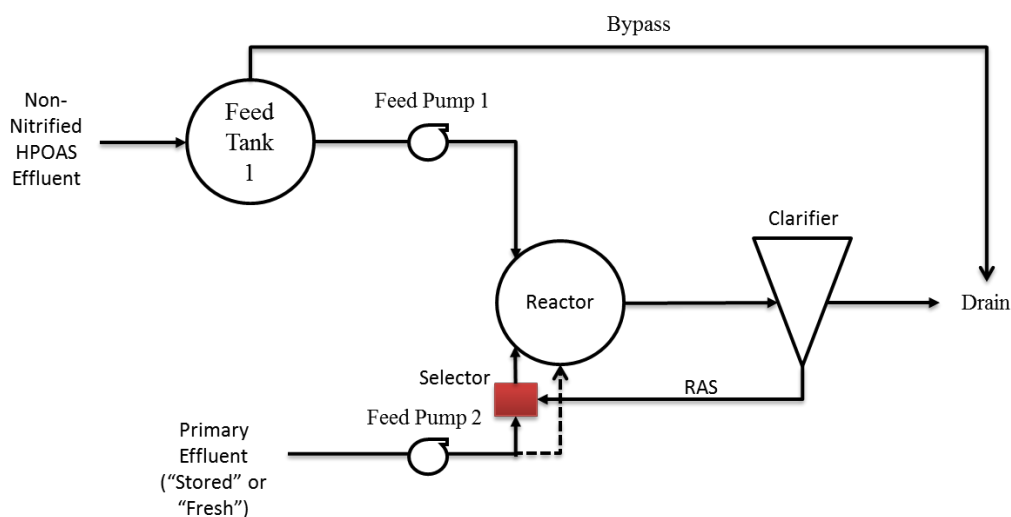 Bypass
Non-
Nitrified
HPOAS
Effluent
Feed
Tank
1
Feed Pump 1
Clarifier
Reactor
Drain
Selector
RAS
Feed Pump 2
Primary
Effluent
(“Stored” or
“Fresh”)